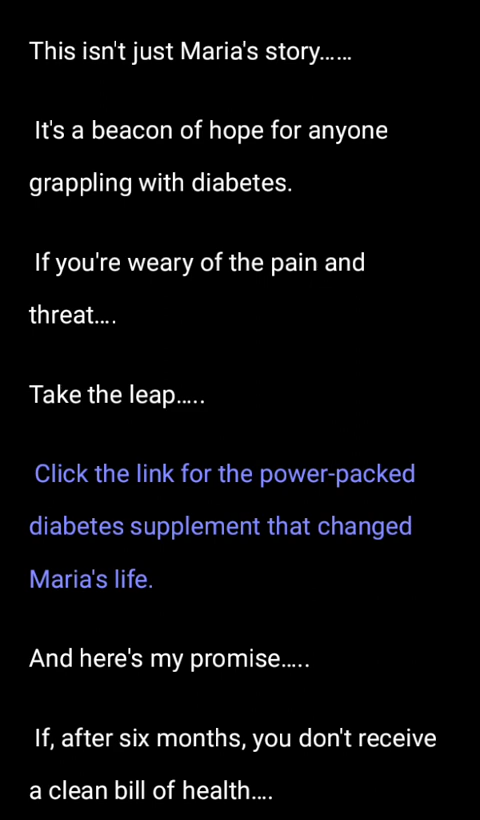 This isn't just Maria's story......
It's a beacon of hope for anyone
grappling with diabetes.
If you're weary of the pain and
threat....
Take the leap.....
Click the link for the power-packed
diabetes supplement that changed
Maria's life.
And here's my promise.....
If, after six months, you don't receive
a clean bill of health....